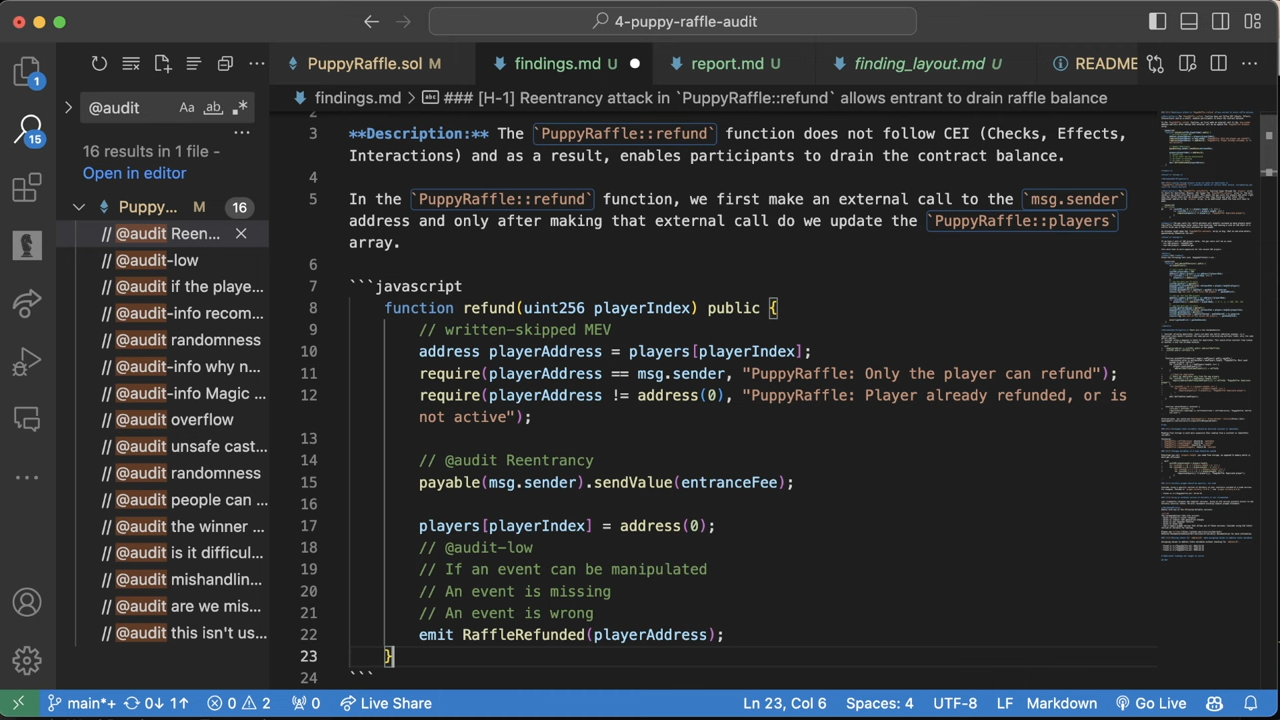 4-puppy-raffle-audit
PuppyRaffle.sol M
findings.md U
report.md U
finding_layout.md U
README
@audit
Aa ab
findings.md > ### [H-1] Reentrancy attack in `PuppyRaffle::refund` allows entrant to drain raffle balance
1
15
16 results in 1 file -
Open in editor
Puppy... M 16
// @audit Reen...
// @audit-low
// @audit if the playe...
// @audit-info recom...
// @audit randomness
// @audit-info why n...
// @audit-info Magic ...
// @audit overflow
// @audit unsafe cast...
// @audit randomness
// @audit people can ...
// @audit the winner ...
// @audit is it difficul...
// @audit mishandlin...
// @audit are we mis...
// @audit this isn't us...
2
3 **Description:** The `PuppyRaffle::refund` function does not follow CEI (Checks, Effects,
Interactions) and as a result, enables participants to drain the contract balance.
4
5 In the `PuppyRaffle::refund` function, we first make an external call to the `msg.sender`
address and only after making that external call do we update the `PuppyRaffle::players`
array.
6
7 ```javascript
8 function refund(uint256 playerIndex) public {
9 // written-skipped MEV
10 address playerAddress = players[playerIndex];
11 require(playerAddress == msg.sender, "PuppyRaffle: Only the player can refund");
12 require(playerAddress != address(0), "PuppyRaffle: Player already refunded, or is
not active");
13
14 // @audit Reentrancy
15 payable(msg.sender).sendValue(entranceFee);
16
17 players[playerIndex] = address(0);
18 // @audit-low
19 // If an event can be manipulated
20 // An event is missing
21 // An event is wrong
22 emit RaffleRefunded(playerAddress);
23 }
24 ```
main*+ 0↓ 1↑ 0 2 0 Live Share
Ln 23, Col 6 Spaces: 4 UTF-8 LF Markdown Go Live